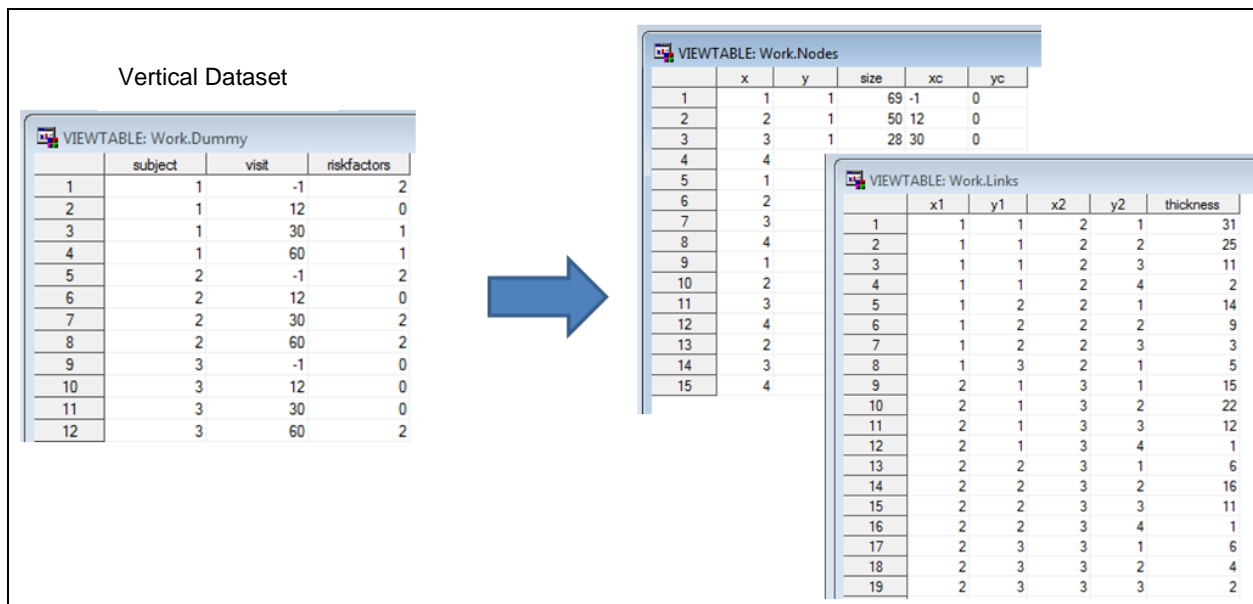 Vertical Dataset
VIEWTABLE: Work.Dummy
subject visit riskfactors
1 1 -1 2
2 1 12 0
3 1 30 1
4 1 60 1
5 2 -1 2
6 2 12 0
7 2 30 2
8 2 60 2
9 3 -1 0
10 3 12 0
11 3 30 0
12 3 60 2
VIEWTABLE: Work.Nodes
x y size xc yc
1 1 1 69 -1 0
2 2 1 50 12 0
3 3 1 28 30 0
4 4
5 1
6 2
7 3
8 4
9 1
10 2
11 3
12 4
13 2
14 3
15 4
VIEWTABLE: Work.Links
x1 y1 x2 y2 thickness
1 1 1 2 1 31
2 1 1 2 2 25
3 1 1 2 3 11
4 1 1 2 4 2
5 1 2 2 1 14
6 1 2 2 2 9
7 1 2 2 3 3
8 1 3 2 1 5
9 2 1 3 1 15
10 2 1 3 2 22
11 2 1 3 3 12
12 2 1 3 4 1
13 2 2 3 1 6
14 2 2 3 2 16
15 2 2 3 3 11
16 2 2 3 4 1
17 2 3 3 1 6
18 2 3 3 2 4
19 2 3 3 3 2